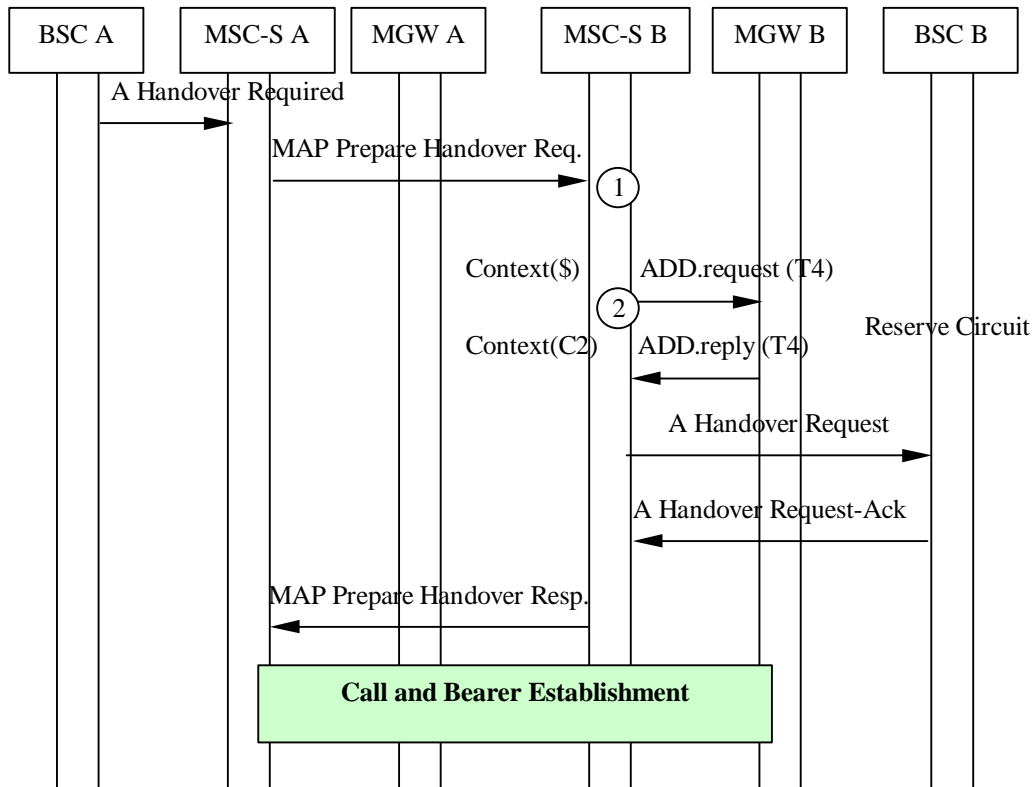 BSC A
MSC-S A
MGW A
MSC-S B
MGW B
BSC B
A Handover Required
MAP Prepare Handover Req.
1
Context($)
ADD.request (T4)
2
Reserve Circuit
Context(C2)
ADD.reply (T4)
A Handover Request
A Handover Request-Ack
MAP Prepare Handover Resp.
Call and Bearer Establishment